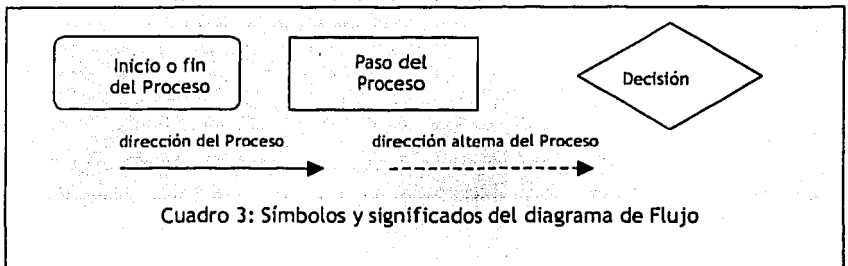 Inicio o fin
del Proceso
Paso del
Proceso
Decisión
dirección del Proceso
dirección alterna del Proceso
Cuadro 3: Símbolos y significados del diagrama de Flujo